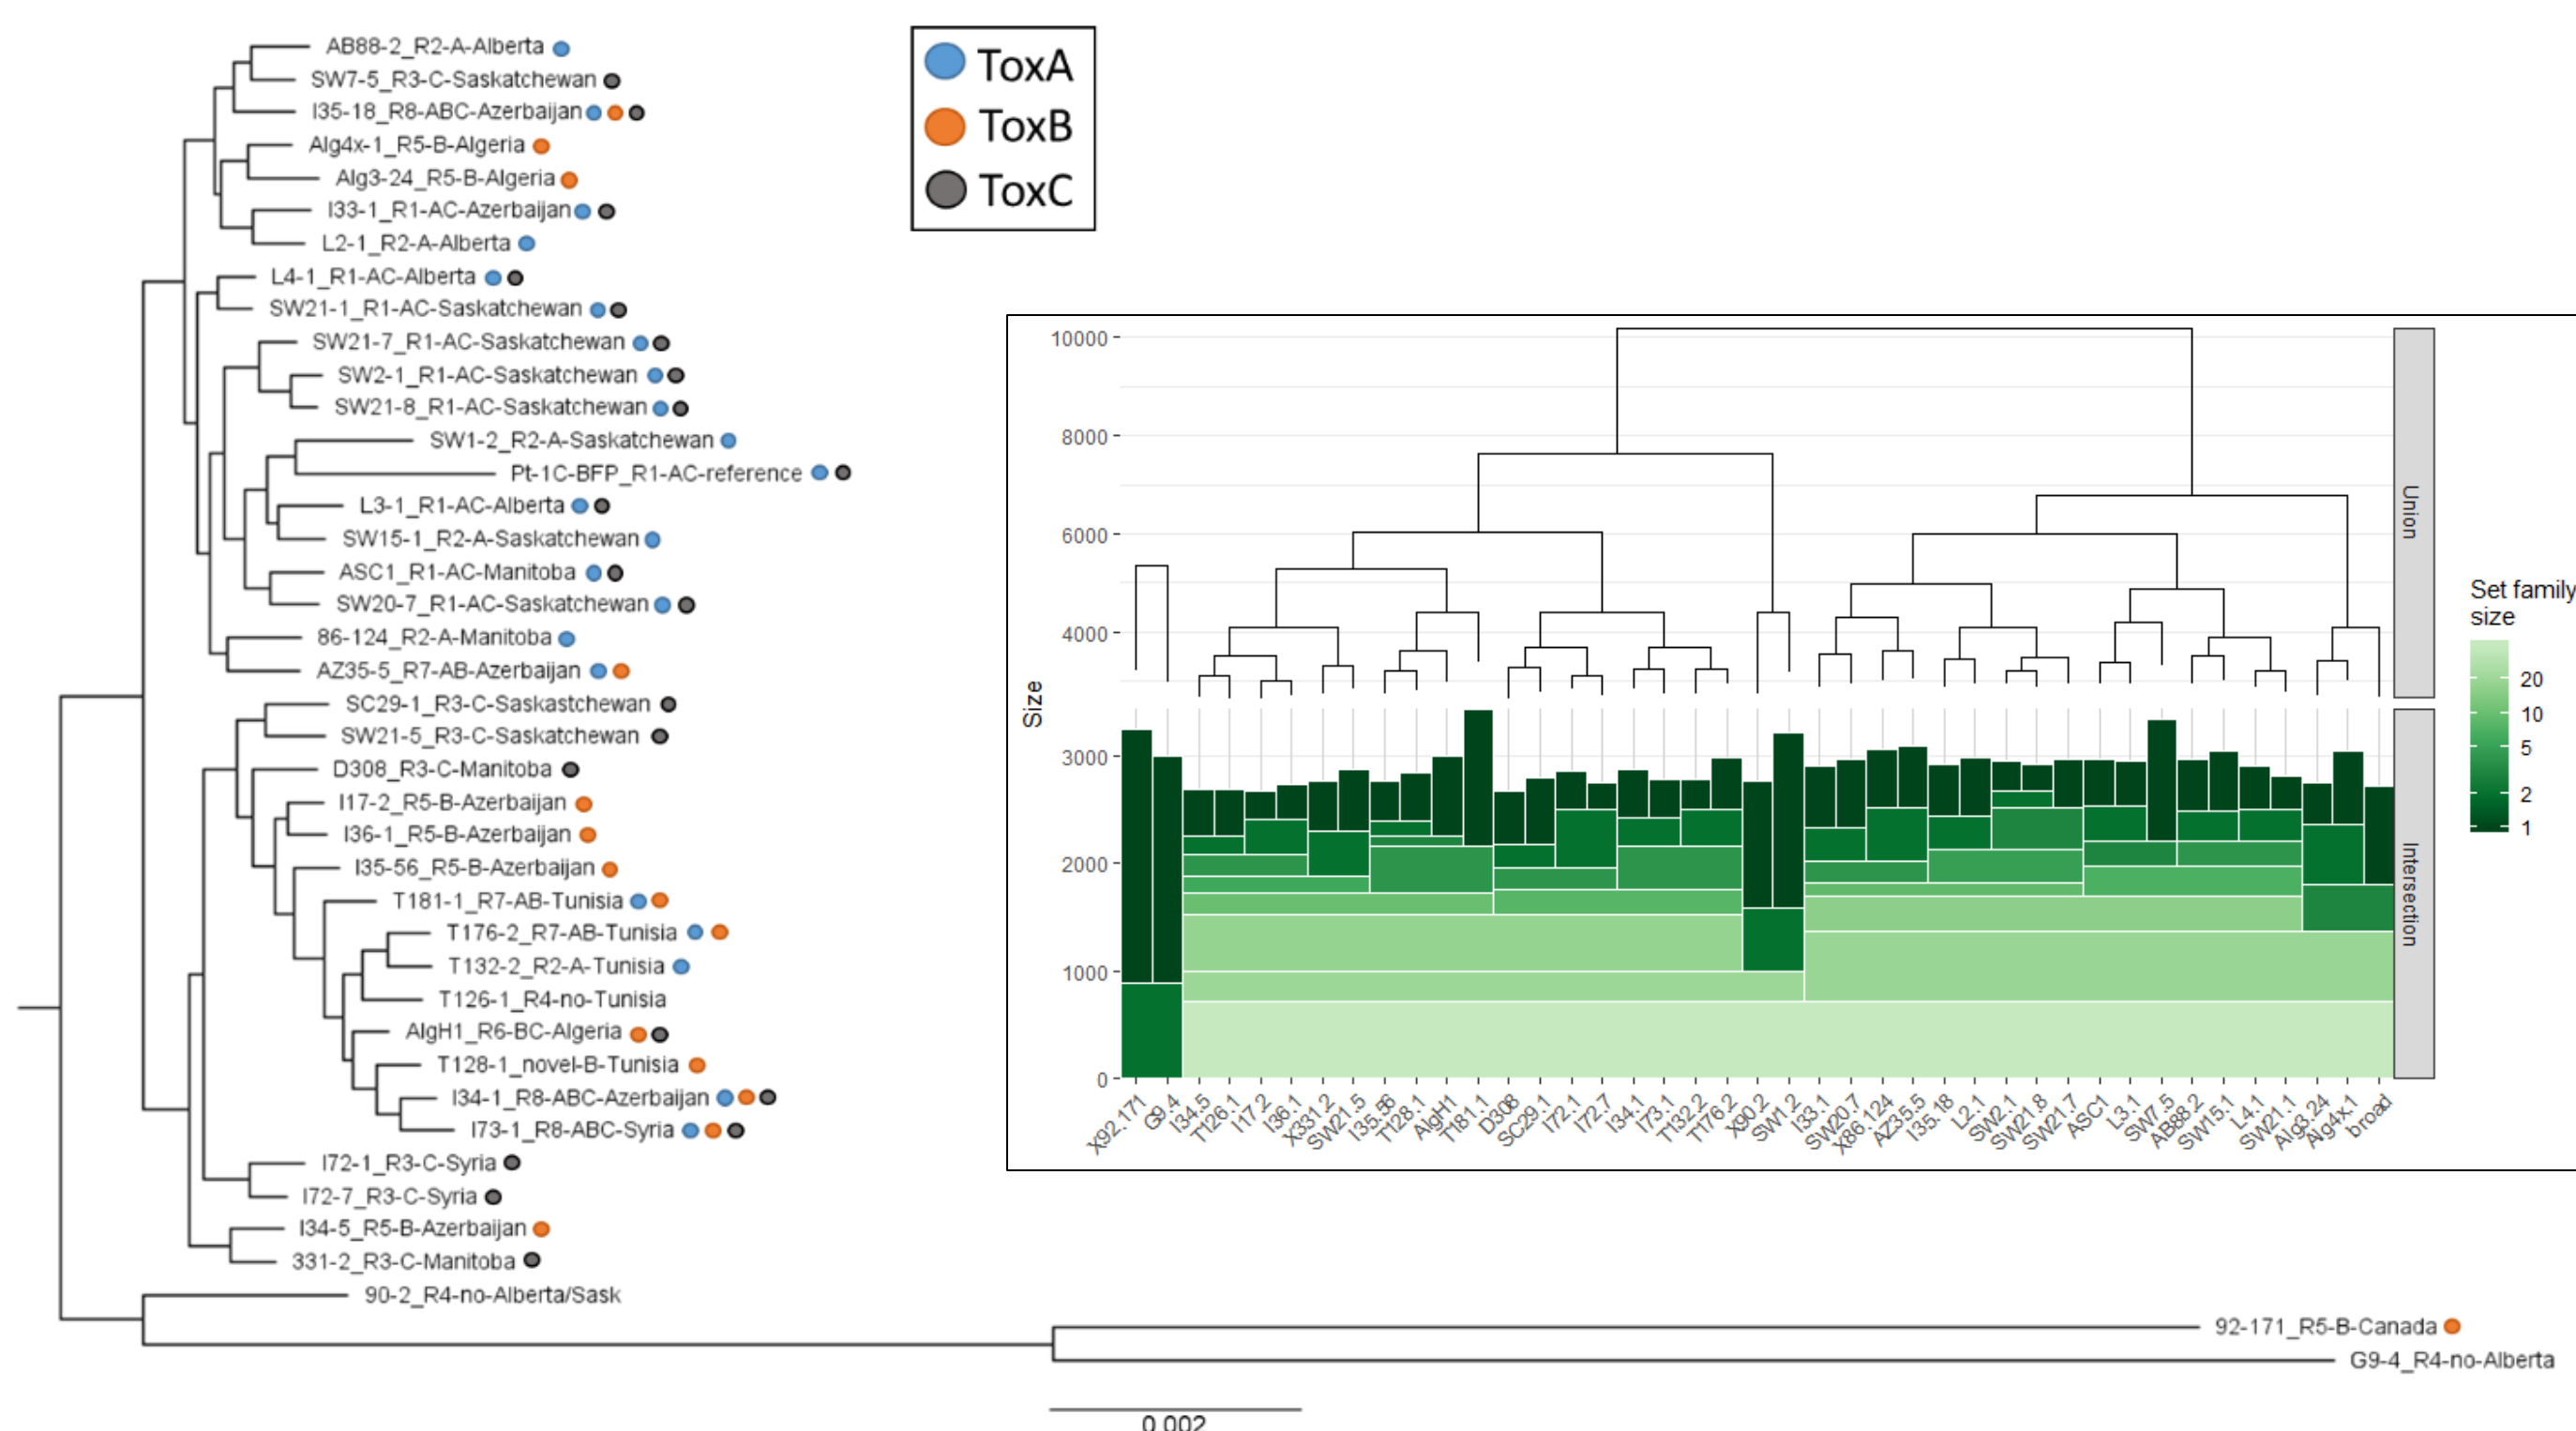 AB88-2_R2-A-Alberta
SW7-5_R3-C-Saskatchewan
I35-18_R8-ABC-Azerbaijan
Alg4x-1_R5-B-Algeria
Alg3-24_R5-B-Algeria
I33-1_R1-AC-Azerbaijan
L2-1_R2-A-Alberta
L4-1_R1-AC-Alberta
SW21-1_R1-AC-Saskatchewan
SW21-7_R1-AC-Saskatchewan
SW2-1_R1-AC-Saskatchewan
SW21-8_R1-AC-Saskatchewan
SW1-2_R2-A-Saskatchewan
Pt-1C-BFP_R1-AC-reference
L3-1_R1-AC-Alberta
SW15-1_R2-A-Saskatchewan
ASC1_R1-AC-Manitoba
SW20-7_R1-AC-Saskatchewan
86-124_R2-A-Manitoba
AZ35-5_R7-AB-Azerbaijan
SC29-1_R3-C-Saskastchewan
SW21-5_R3-C-Saskatchewan
D308_R3-C-Manitoba
I17-2_R5-B-Azerbaijan
I36-1_R5-B-Azerbaijan
I35-56_R5-B-Azerbaijan
T181-1_R7-AB-Tunisia
T176-2_R7-AB-Tunisia
T132-2_R2-A-Tunisia
T126-1_R4-no-Tunisia
AlgH1_R6-BC-Algeria
T128-1_novel-B-Tunisia
I34-1_R8-ABC-Azerbaijan
I73-1_R8-ABC-Syria
I72-1_R3-C-Syria
I72-7_R3-C-Syria
I34-5_R5-B-Azerbaijan
331-2_R3-C-Manitoba
90-2_R4-no-Alberta/Sask
92-171_R5-B-Canada
G9-4_R4-no-Alberta
0.002
ToxA
ToxB
ToxC
Size
10000
8000
6000
4000
3000
2000
1000
0
Union
Intersection
X92.171
G9.4
I34.5
T126.1
I17.2
I36.1
X331.2
SW21.5
I35.56
T128.1
AlgH1
T181.1
D308
SC29.1
I72.1
I72.7
I34.1
I73.1
T132.2
T176.2
X90.2
SW1.2
I33.1
SW20.7
X86.124
AZ35.5
I35.18
L2.1
SW2.1
SW21.8
SW21.7
ASC1
L3.1
SW7.5
AB88.2
SW15.1
L4.1
SW21.1
Alg3.24
Alg4x.1
broad
Set family
size
20
10
5
2
1